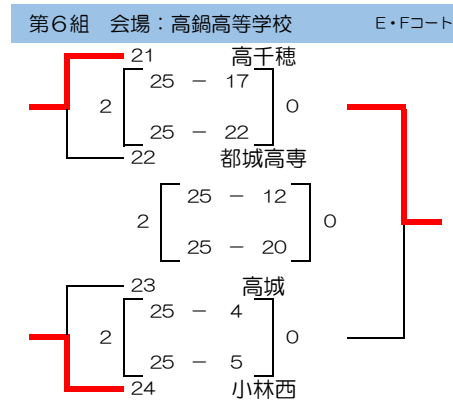 第６組　会場：高鍋高等学校　E・Fコート
21 高千穂
25 － 17
2 0
25 － 22
22 都城高専
25 － 12
2 0
25 － 20
23 高城
25 － 4
2 0
25 － 5
24 小林西